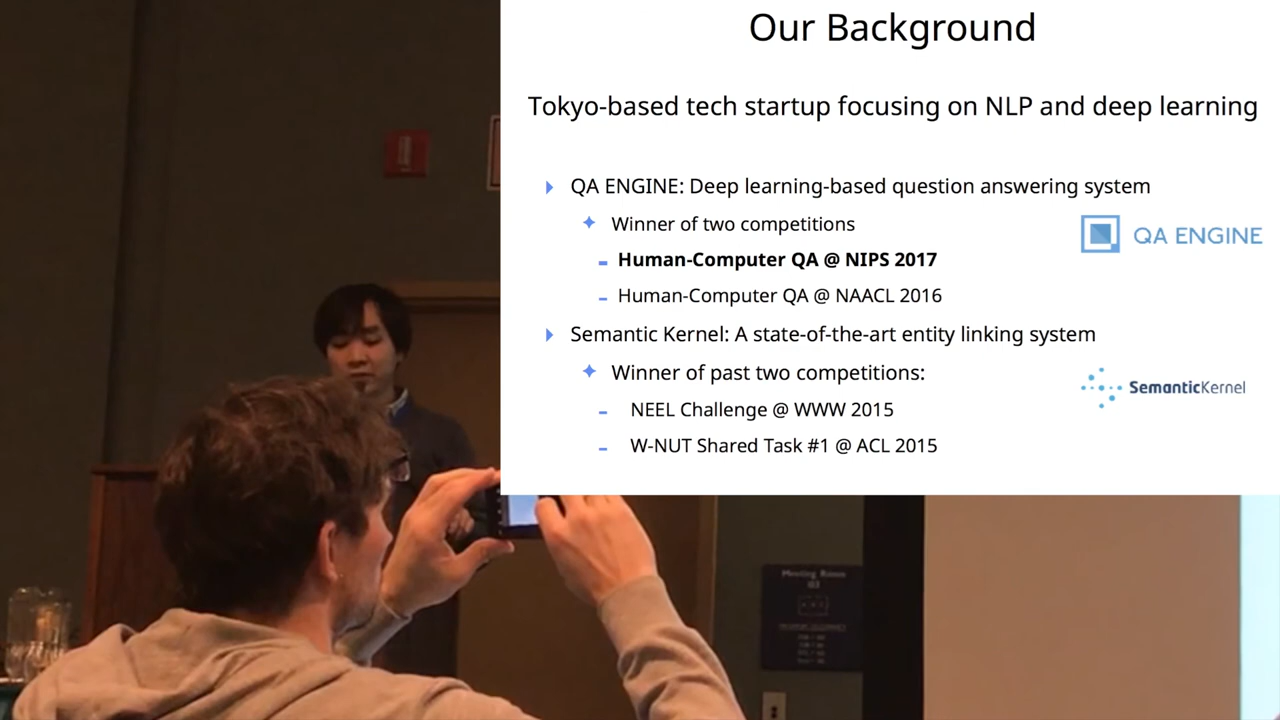 Our Background
Tokyo-based tech startup focusing on NLP and deep learning
QA ENGINE: Deep learning-based question answering system
Winner of two competitions
Human-Computer QA @ NIPS 2017
QA ENGINE
Human-Computer QA @ NAACL 2016
Semantic Kernel: A state-of-the-art entity linking system
Winner of past two competitions:
SemanticKernel
NEEL Challenge @ WWW 2015
W-NUT Shared Task #1 @ ACL 2015
Meeting Room